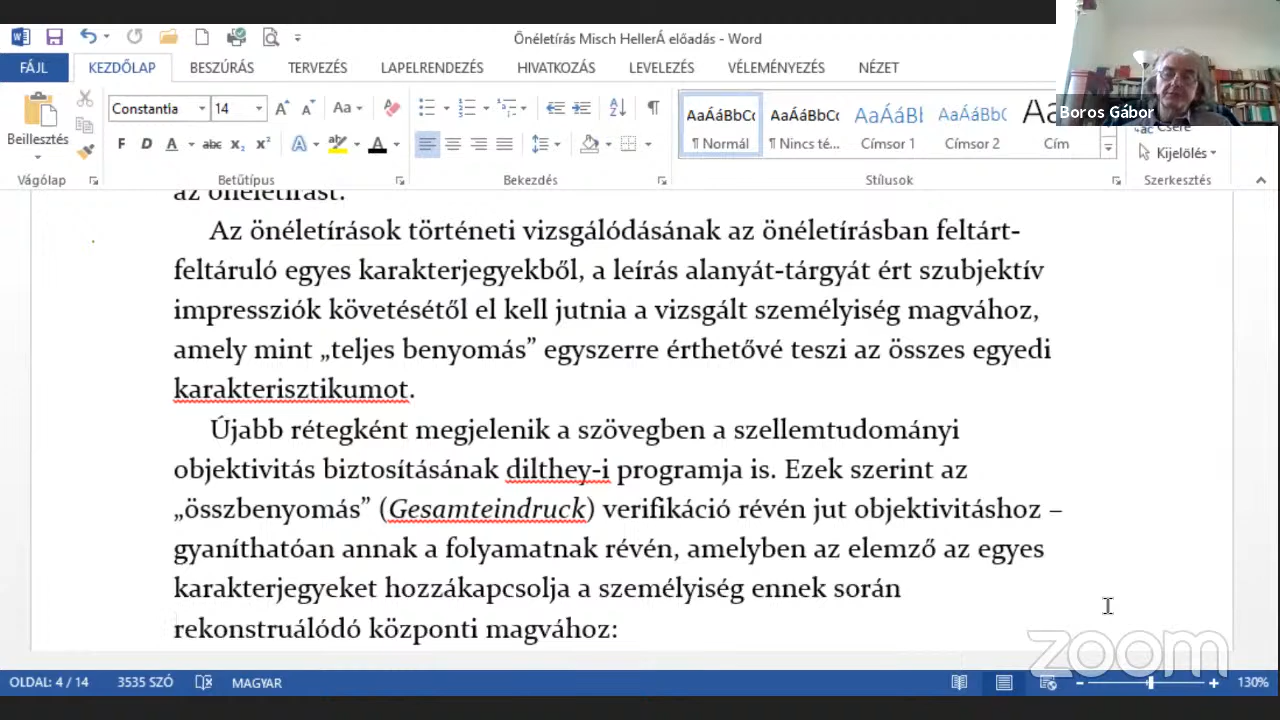 Önéletírás Misch HellerÁ előadás - Word
FÁJL KEZDŐLAP BESZÚRÁS TERVEZÉS LAPELRENDEZÉS HIVATKOZÁS LEVELEZÉS VÉLEMÉNYEZÉS NÉZET
Boros Gábor
Beillesztés
Constantia 14
AaÁáBbCc AaÁáBbCc AaÁáBl AaÁáBbC
¶ Normál ¶ Nincs té... Címsor 1 Címsor 2 Cím
Csere
Kijelölés
Vágólap Betűtípus Bekezdés Stílusok Szerkesztés
az önéletírást.
Az önéletírások történeti vizsgálódásának az önéletírásban feltárt-
feltáruló egyes karakterjegyekből, a leírás alanyát-tárgyát ért szubjektív
impressziók követésétől el kell jutnia a vizsgált személyiség magvához,
amely mint „teljes benyomás” egyszerre érthetővé teszi az összes egyedi
karakterisztikumot.
Újabb rétegként megjelenik a szövegben a szellemtudományi
objektivitás biztosításának dilthey-i programja is. Ezek szerint az
„összbenyomás” (Gesamteindruck) verifikáció révén jut objektivitáshoz –
gyaníthatóan annak a folyamatnak révén, amelyben az elemző az egyes
karakterjegyeket hozzákapcsolja a személyiség ennek során
rekonstruálódó központi magvához:
zoom
OLDAL: 4 / 14 3535 SZÓ MAGYAR 130%